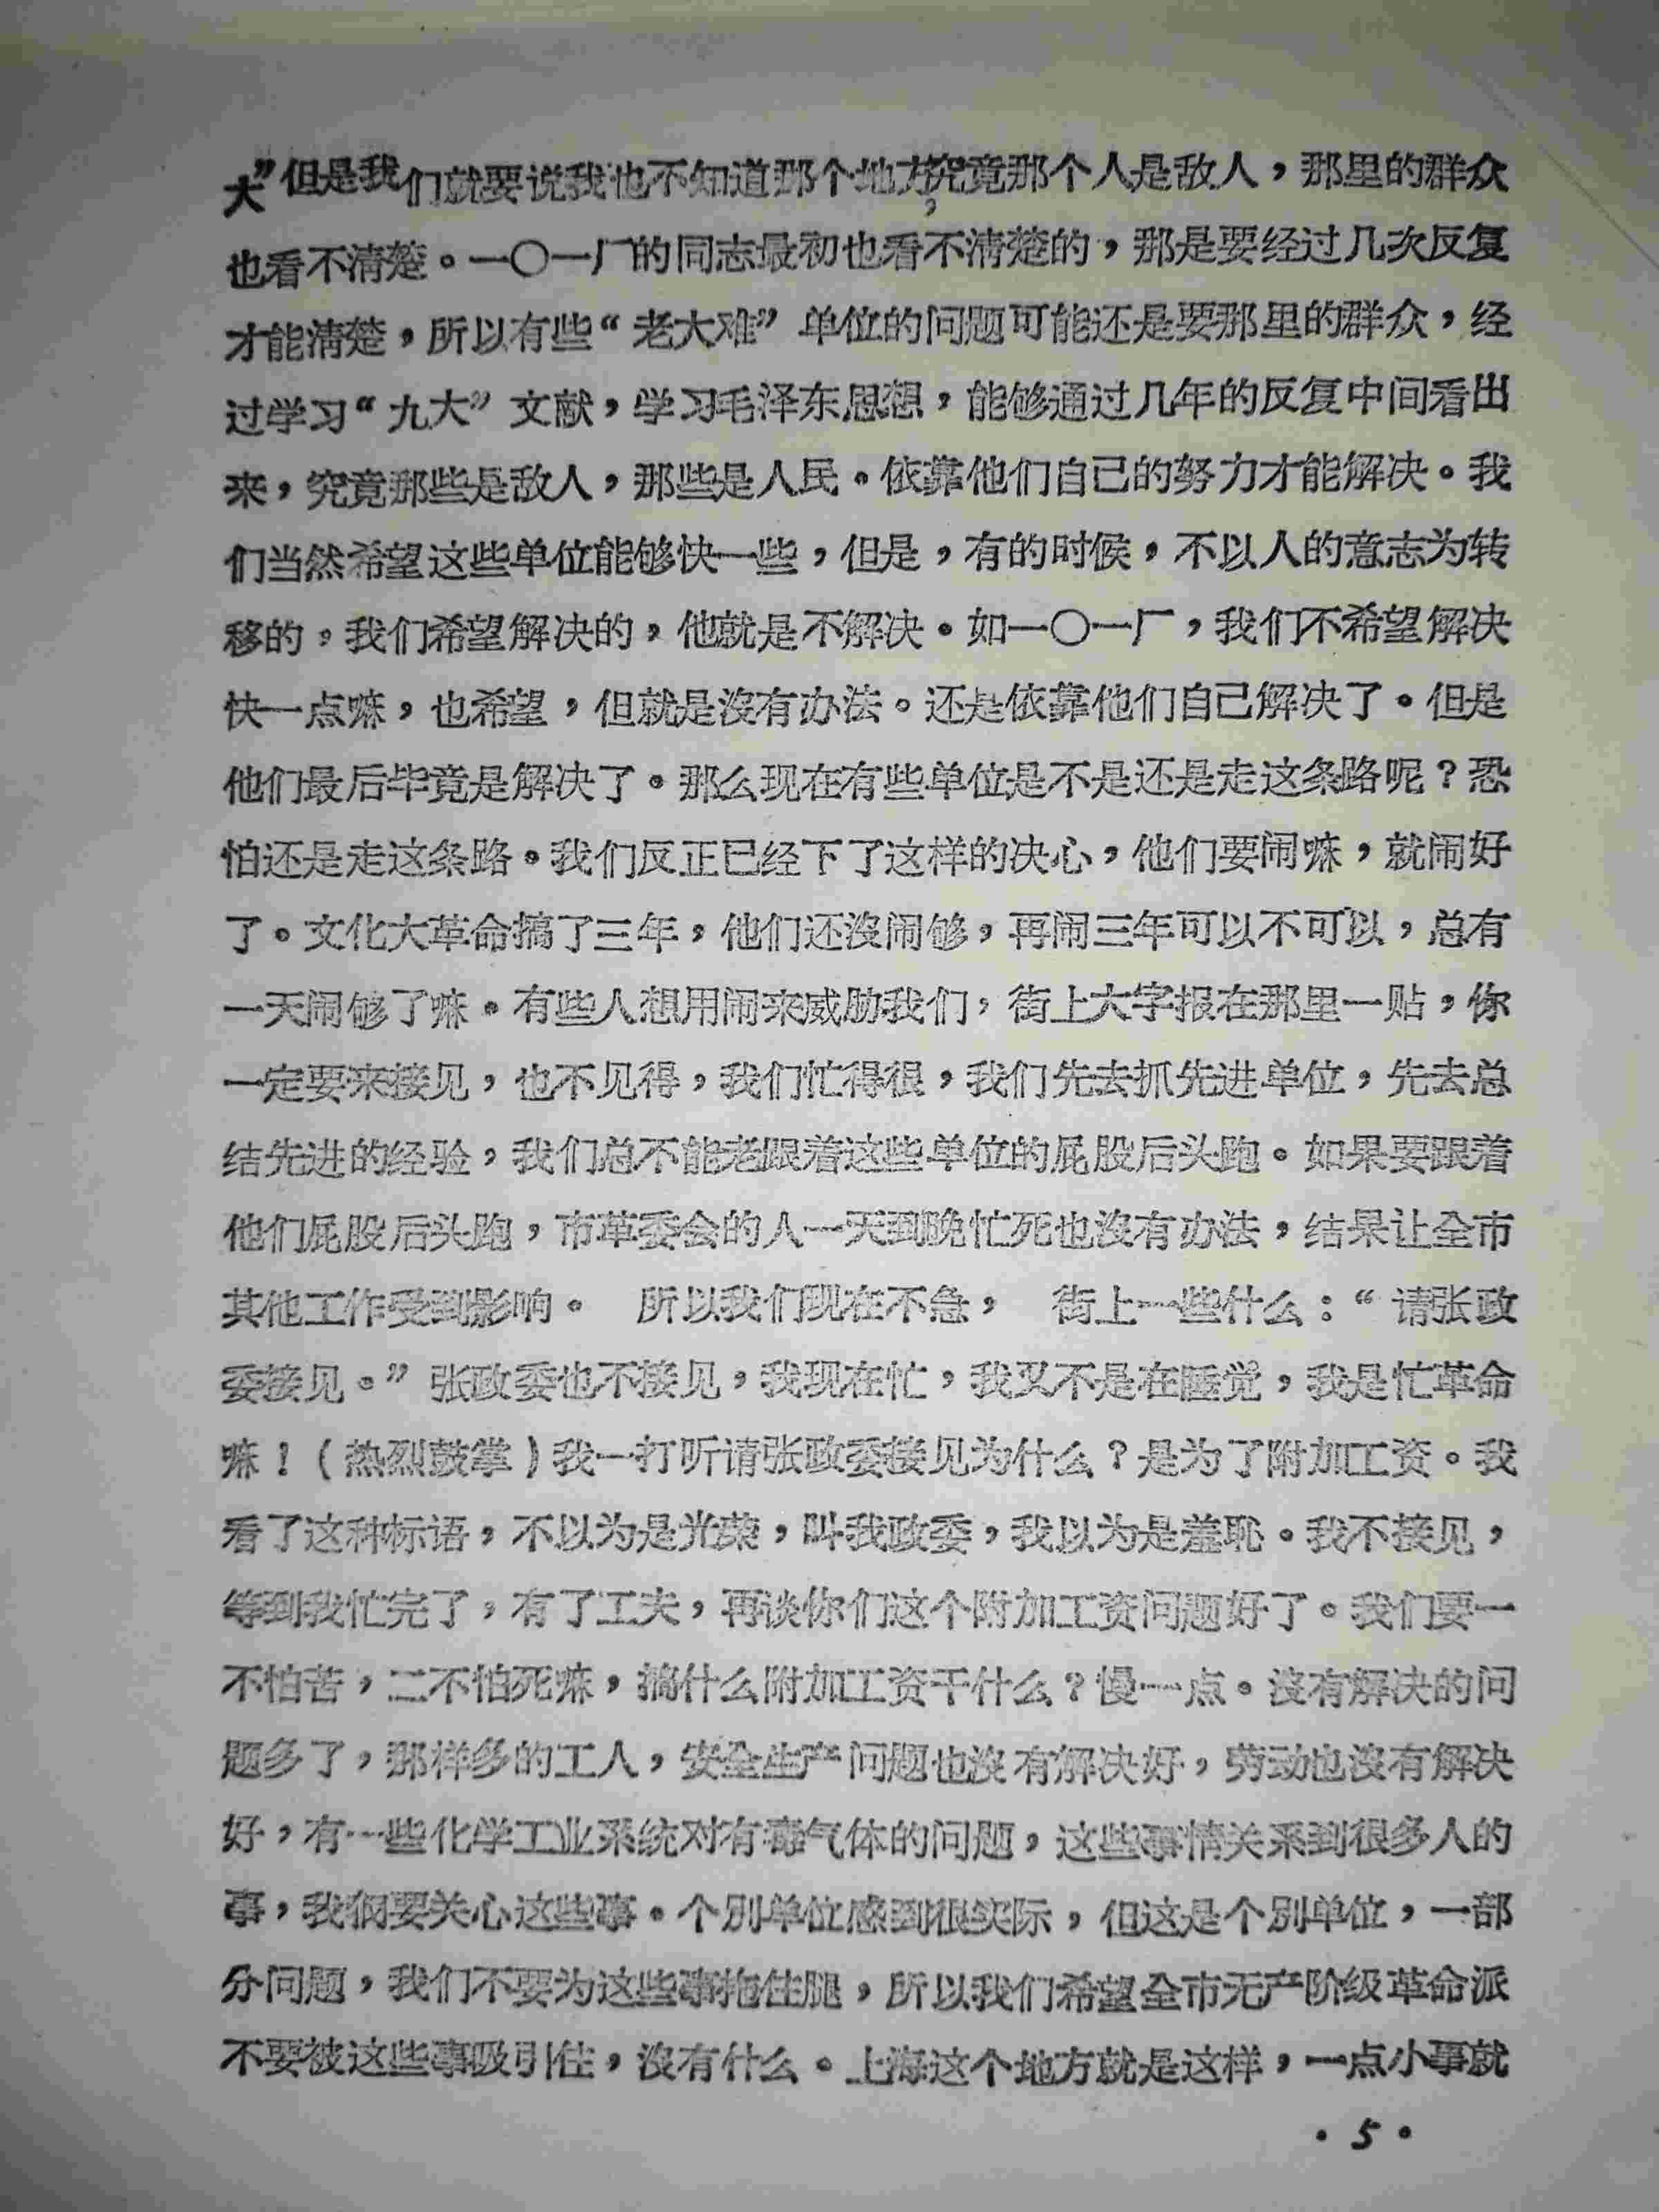 大”但是我们就要说我也不知道那个地方，究竟那个人是敌人，那里的群众
也看不清楚。一〇一厂的同志最初也看不清楚的，那是要经过几次反复
才能清楚，所以有些“老大难”单位的问题可能还是要那里的群众，经
过学习“九大”文献，学习毛泽东思想，能够通过几年的反复中间看出
来，究竟那些是敌人，那些是人民。依靠他们自己的努力才能解决。我
们当然希望这些单位能够快一些，但是，有的时候，不以人的意志为转
移的，我们希望解决的，他就是不解决。如一〇一厂，我们不希望解决
快一点嘛，也希望，但就是沒有办法。还是依靠他们自己解决了。但是
他们最后毕竟是解决了。那么现在有些单位是不是还是走这条路呢？恐
怕还是走这条路。我们反正已经下了这样的决心，他们要闹嘛，就闹好
了。文化大革命搞了三年，他们还沒闹够，再闹三年可以不可以，总有
一天闹够了嘛。有些人想用闹来威胁我们，街上大字报在那里一贴，你
一定要来接见，也不见得，我们忙得很，我们先去抓先进单位，先去总
结先进的经验，我们总不能老跟着这些单位的屁股后头跑。如果要跟着
他们屁股后头跑，市革委会的人一天到晚忙死也沒有办法，结果让全市
其他工作受到影响。 所以我们现在不急， 街上一些什么：“请张政
委接见。”张政委也不接见，我现在忙，我又不是在睡觉，我是忙革命
嘛！（热烈鼓掌）我一打听请张政委接见为什么？是为了附加工资。我
看了这种标语，不以为是光荣，叫我政委，我以为是羞恥。我不接见，
等到我忙完了，有了工夫，再谈你们这个附加工资问题好了。我们要一
不怕苦，二不怕死嘛，搞什么附加工资干什么？慢一点。沒有解决的问
题多了，那样多的工人，安全生产问题也沒有解决好，劳动也沒有解决
好，有一些化学工业系统对有毒气体的问题，这些事情关系到很多人的
事，我们要关心这些事。个別单位感到很实际，但这是个別单位，一部
分问题，我们不要为这些事拖住腿，所以我们希望全市无产阶级革命派
不要被这些事吸引住，沒有什么。上海这个地方就是这样，一点小事就
·5·